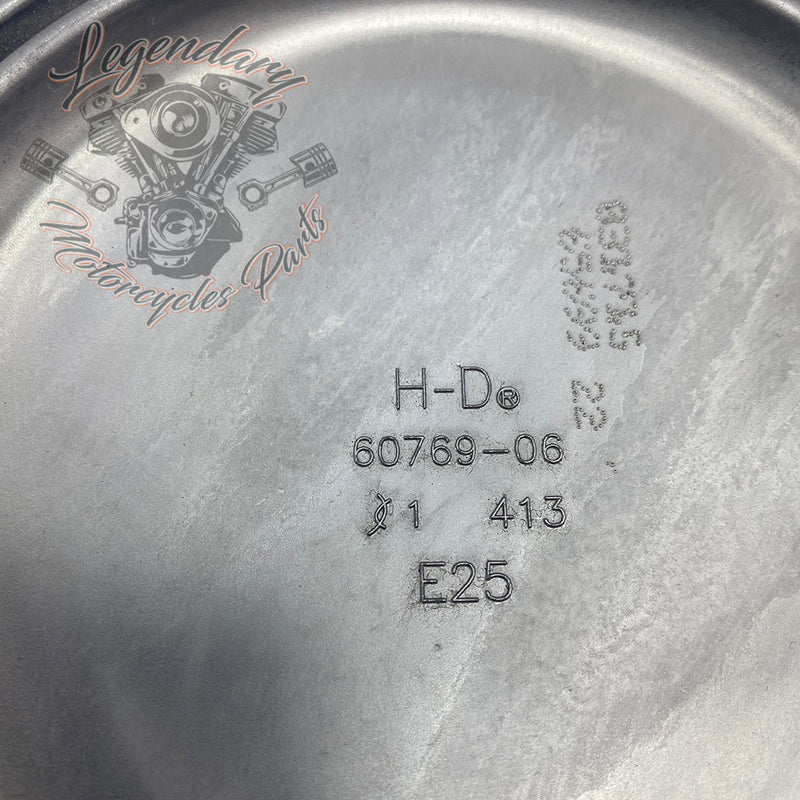 Legendary
Motorcycles Parts
H-D®
60769-06
1 413
E25